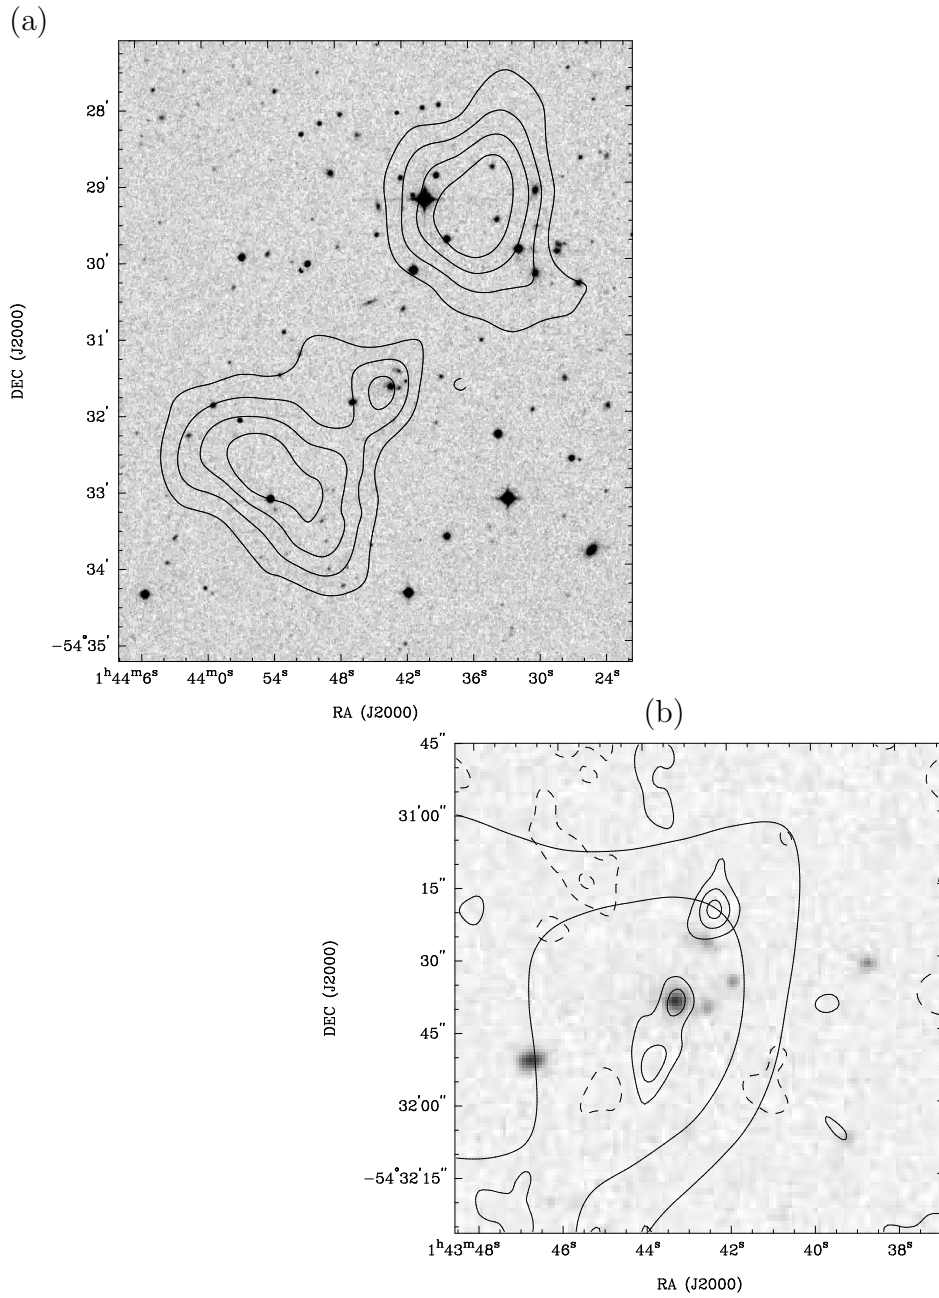 (a)
28′
29′
30′
31′
32′
33′
34′
−54°35′
DEC (J2000)
1ʰ44ᵐ6ˢ 44ᵐ0ˢ 54ˢ 48ˢ 42ˢ 36ˢ 30ˢ 24ˢ
RA (J2000)
(b)
45″
31′00″
15″
30″
45″
32′00″
−54°32′15″
DEC (J2000)
1ʰ43ᵐ48ˢ 46ˢ 44ˢ 42ˢ 40ˢ 38ˢ
RA (J2000)